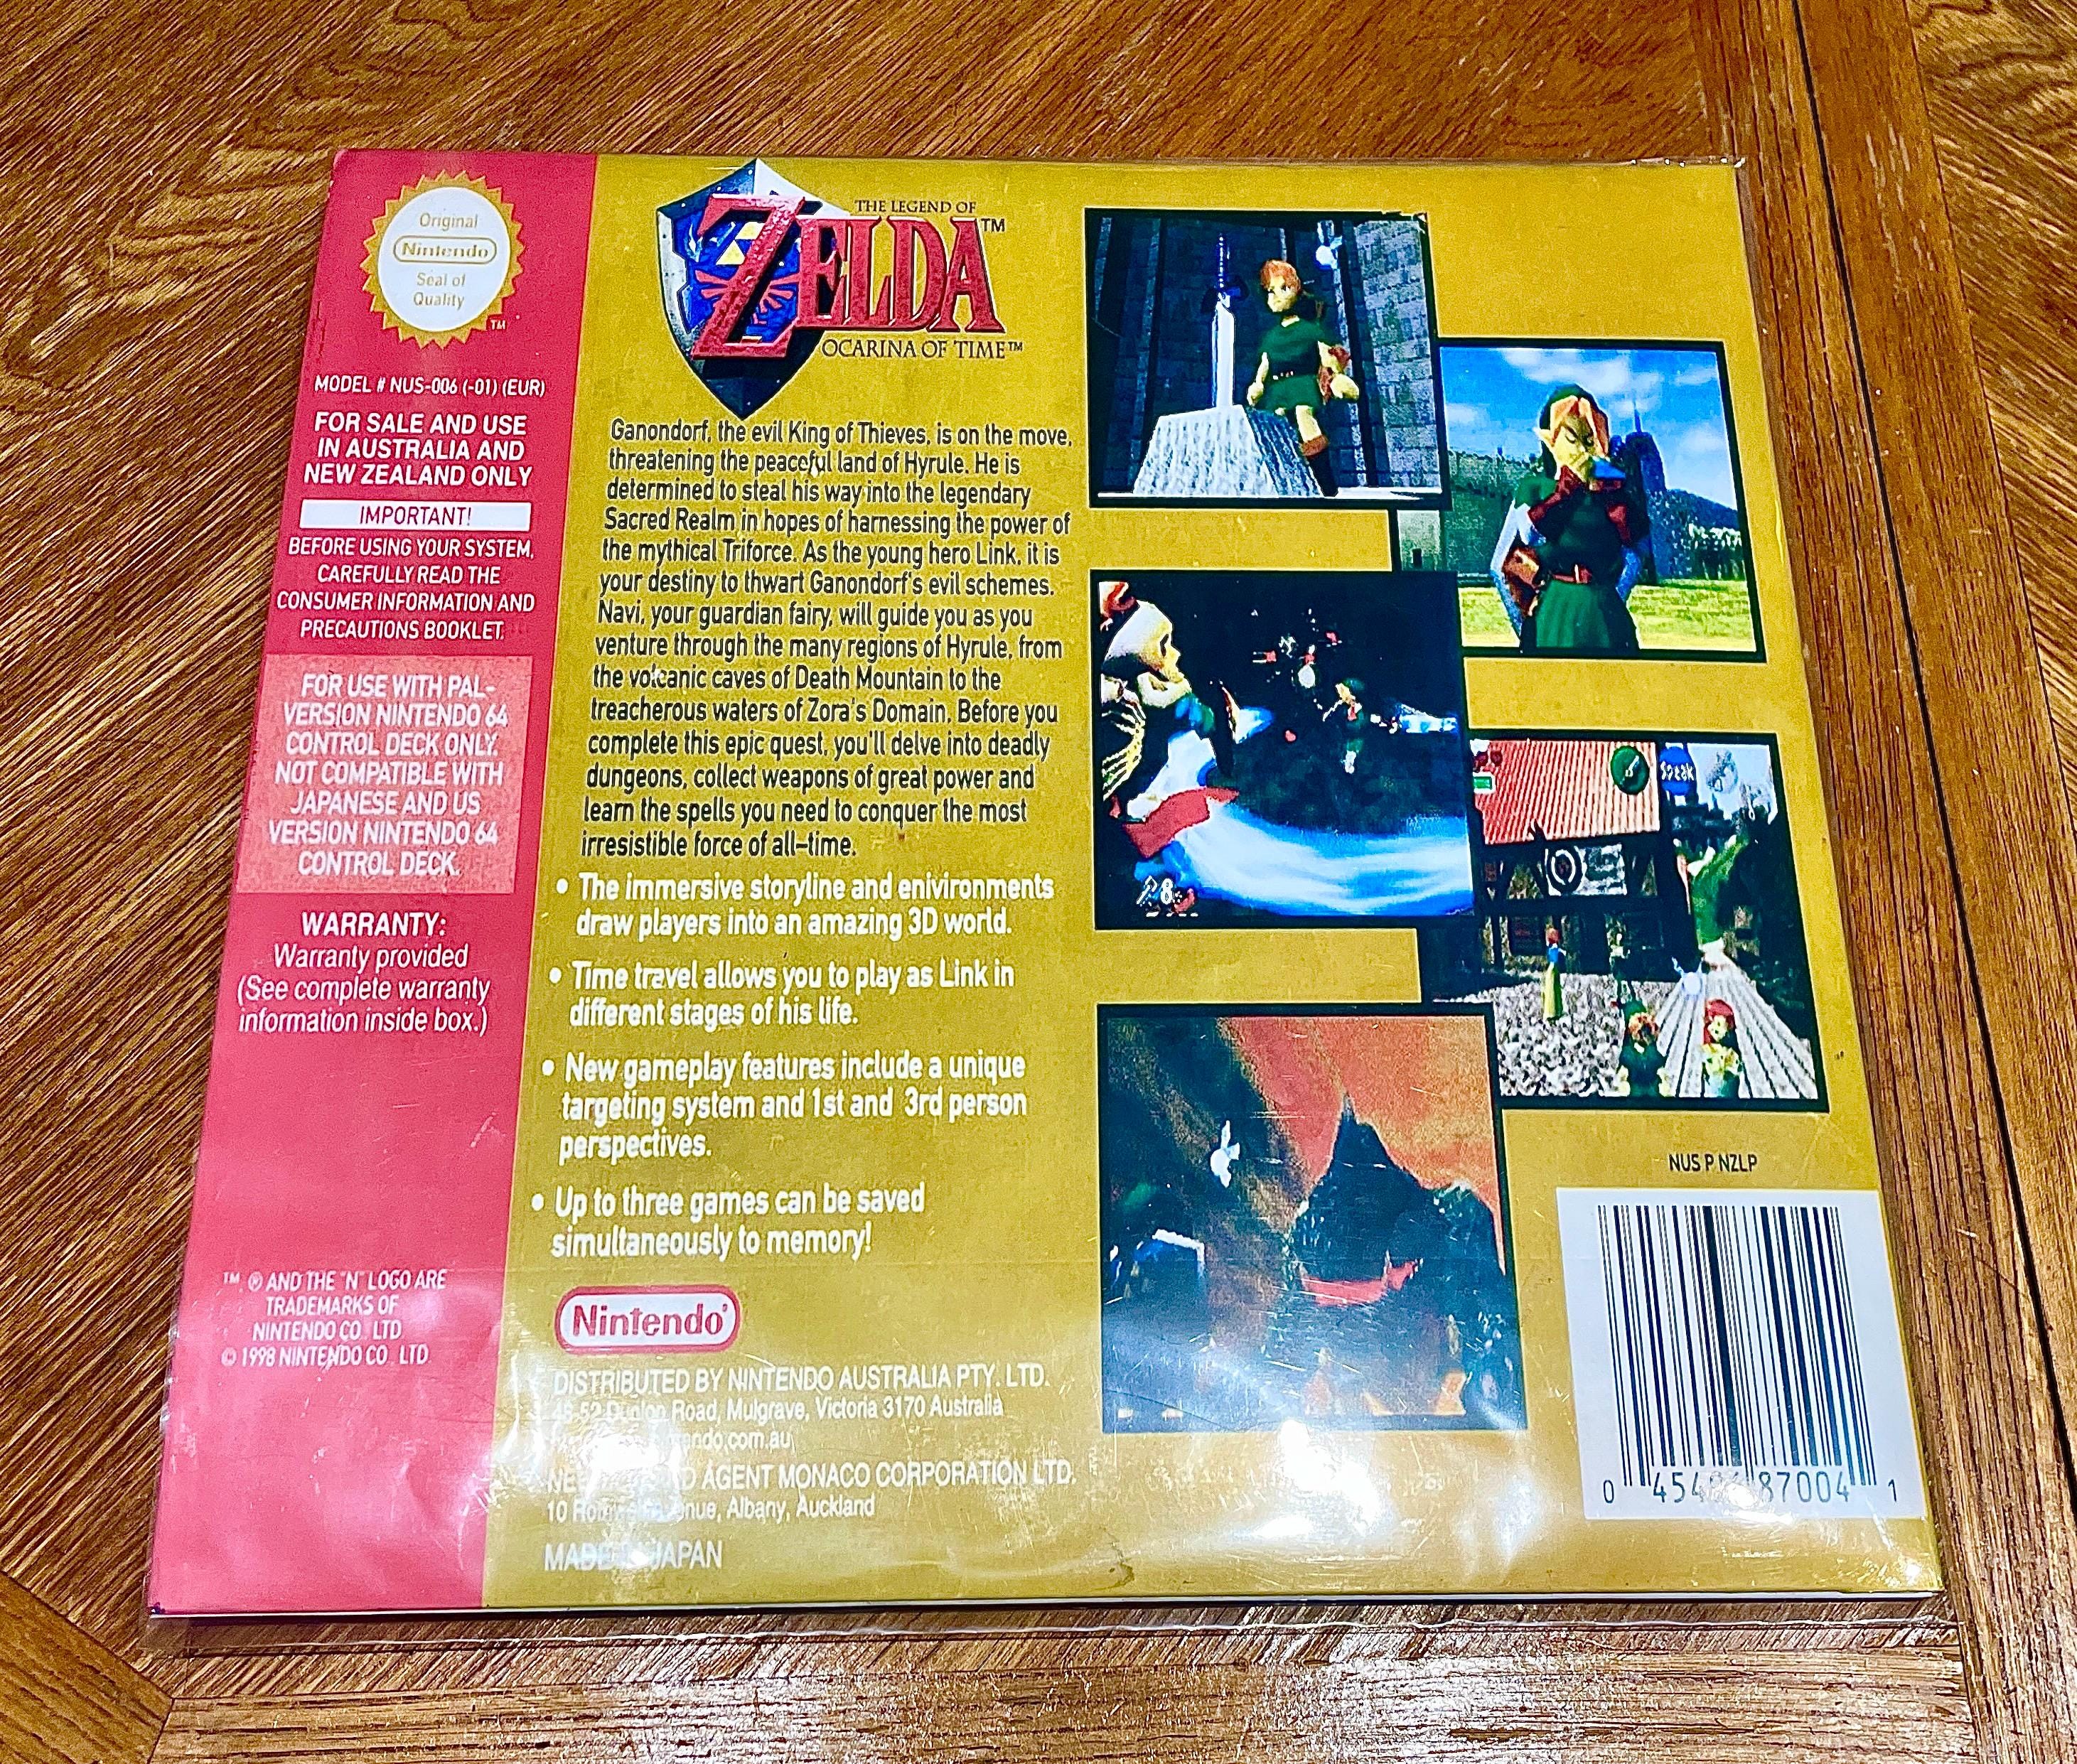 Original
Nintendo
Seal of
Quality
TM
MODEL # NUS-006 (-01) (EUR)
FOR SALE AND USE
IN AUSTRALIA AND
NEW ZEALAND ONLY
IMPORTANT!
BEFORE USING YOUR SYSTEM,
CAREFULLY READ THE
CONSUMER INFORMATION AND
PRECAUTIONS BOOKLET.
FOR USE WITH PAL-
VERSION NINTENDO 64
CONTROL DECK ONLY.
NOT COMPATIBLE WITH
JAPANESE AND US
VERSION NINTENDO 64
CONTROL DECK.
WARRANTY:
Warranty provided
(See complete warranty
information inside box.)
™ ® AND THE "N" LOGO ARE
TRADEMARKS OF
NINTENDO CO. LTD
© 1998 NINTENDO CO. LTD
THE LEGEND OF
ZELDA™
OCARINA OF TIME™
Ganondorf, the evil King of Thieves, is on the move,
threatening the peaceful land of Hyrule. He is
determined to steal his way into the legendary
Sacred Realm in hopes of harnessing the power of
the mythical Triforce. As the young hero Link, it is
your destiny to thwart Ganondorf's evil schemes.
Navi, your guardian fairy, will guide you as you
venture through the many regions of Hyrule, from
the volcanic caves of Death Mountain to the
treacherous waters of Zora's Domain. Before you
complete this epic quest, you'll delve into deadly
dungeons, collect weapons of great power and
learn the spells you need to conquer the most
irresistible force of all-time.
• The immersive storyline and enivironments
draw players into an amazing 3D world.
• Time travel allows you to play as Link in
different stages of his life.
• New gameplay features include a unique
targeting system and 1st and 3rd person
perspectives.
• Up to three games can be saved
simultaneously to memory!
Nintendo®
DISTRIBUTED BY NINTENDO AUSTRALIA PTY. LTD.
Road, Mulgrave, Victoria 3170 Australia
AGENT MONACO CORPORATION LTD.
10 Albany, Auckland
MADE JAPAN
Speak
NUS P NZLP
0 87004 1